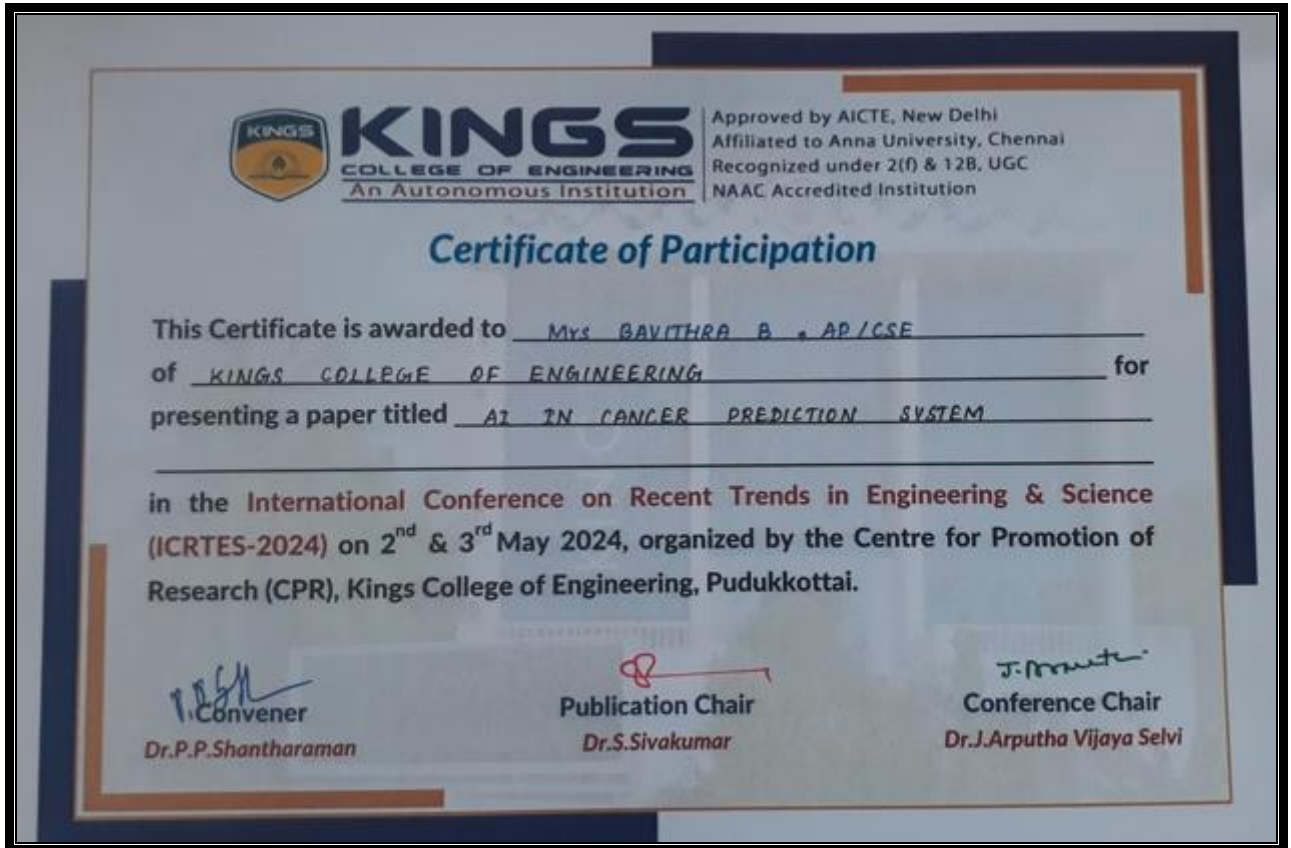 KINGS
KINGS
COLLEGE OF ENGINEERING
An Autonomous Institution
Approved by AICTE, New Delhi
Affiliated to Anna University, Chennai
Recognized under 2(f) & 12B, UGC
NAAC Accredited Institution
Certificate of Participation
This Certificate is awarded to Mrs BAVITHRA B , AP/CSE
of KINGS COLLEGE OF ENGINEERING for
presenting a paper titled AI IN CANCER PREDICTION SYSTEM
in the International Conference on Recent Trends in Engineering & Science
(ICRTES-2024) on 2nd & 3rd May 2024, organized by the Centre for Promotion of
Research (CPR), Kings College of Engineering, Pudukkottai.
Convener
Dr.P.P.Shantharaman
Publication Chair
Dr.S.Sivakumar
Conference Chair
Dr.J.Arputha Vijaya Selvi